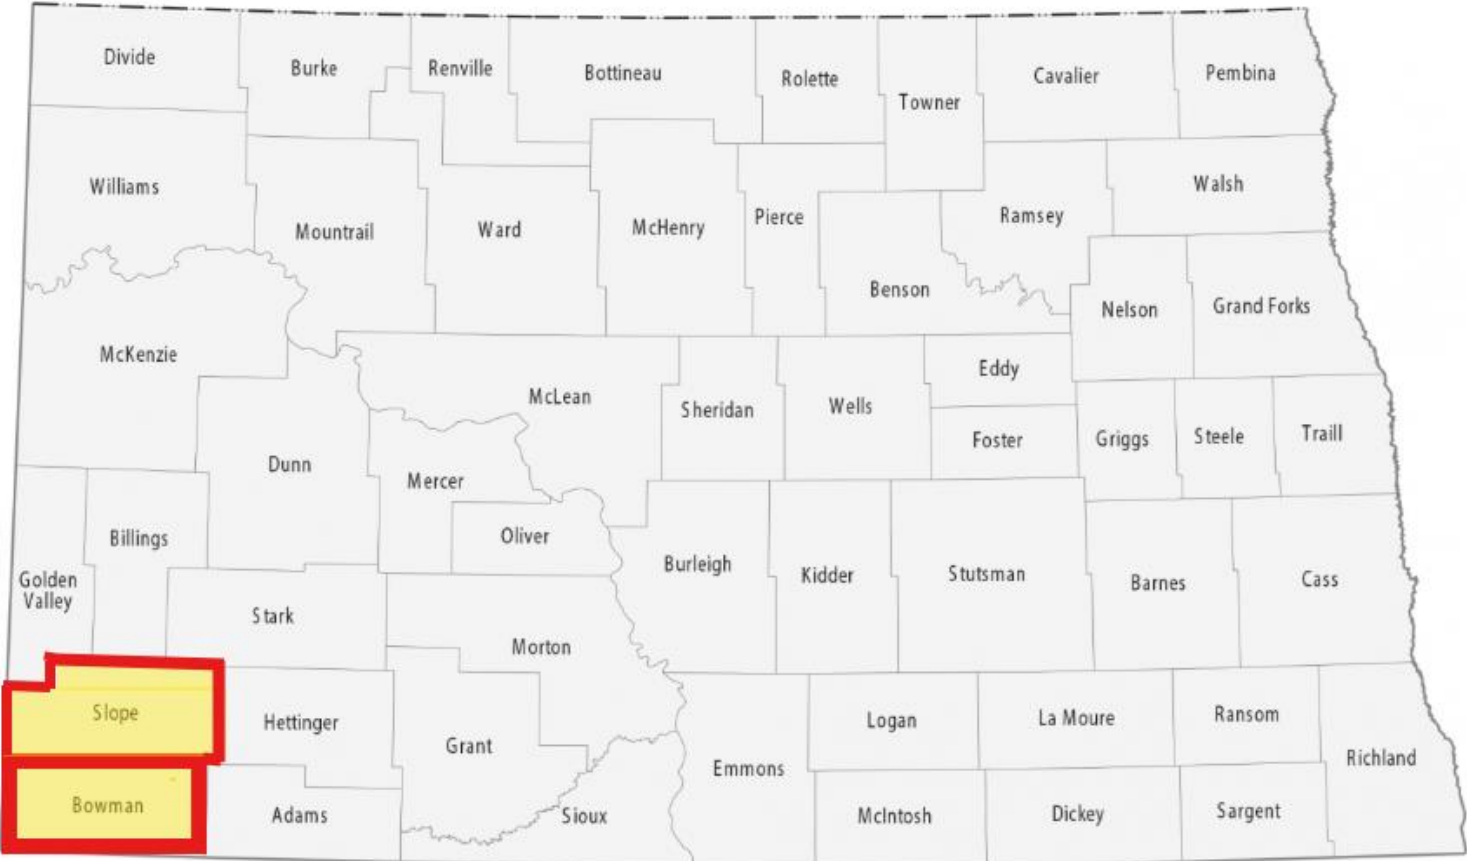 Divide
Burke
Renville
Bottineau
Rolette
Towner
Cavalier
Pembina
Williams
Mountrail
Ward
McHenry
Pierce
Ramsey
Walsh
Benson
Nelson
Grand Forks
McKenzie
McLean
Sheridan
Wells
Eddy
Foster
Griggs
Steele
Traill
Dunn
Mercer
Oliver
Billings
Golden
Valley
Stark
Burleigh
Kidder
Stutsman
Barnes
Cass
Morton
Slope
Hettinger
Grant
Logan
La Moure
Ransom
Richland
Emmons
Bowman
Adams
Sioux
McIntosh
Dickey
Sargent